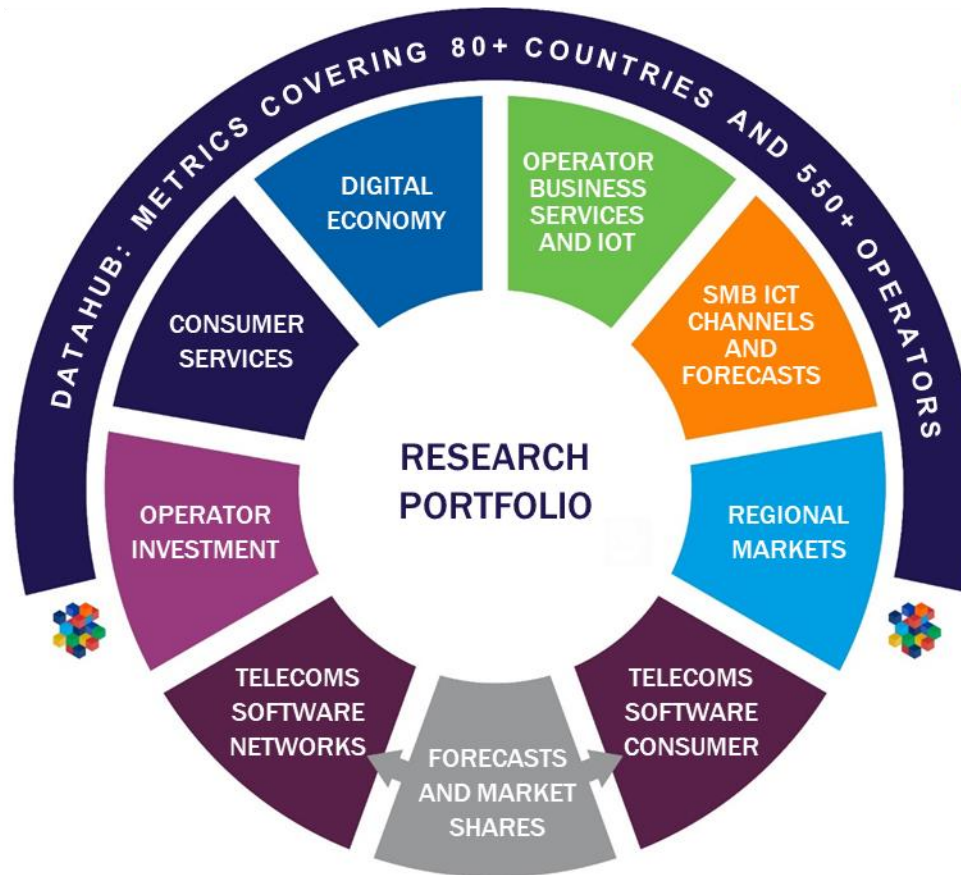 DATAHUB: METRICS COVERING 80+ COUNTRIES AND 550+ OPERATORS
DIGITAL
ECONOMY
OPERATOR
BUSINESS
SERVICES
AND IOT
CONSUMER
SERVICES
SMB ICT
CHANNELS
AND
FORECASTS
RESEARCH
PORTFOLIO
OPERATOR
INVESTMENT
REGIONAL
MARKETS
TELECOMS
SOFTWARE
NETWORKS
TELECOMS
SOFTWARE
CONSUMER
FORECASTS
AND MARKET
SHARES